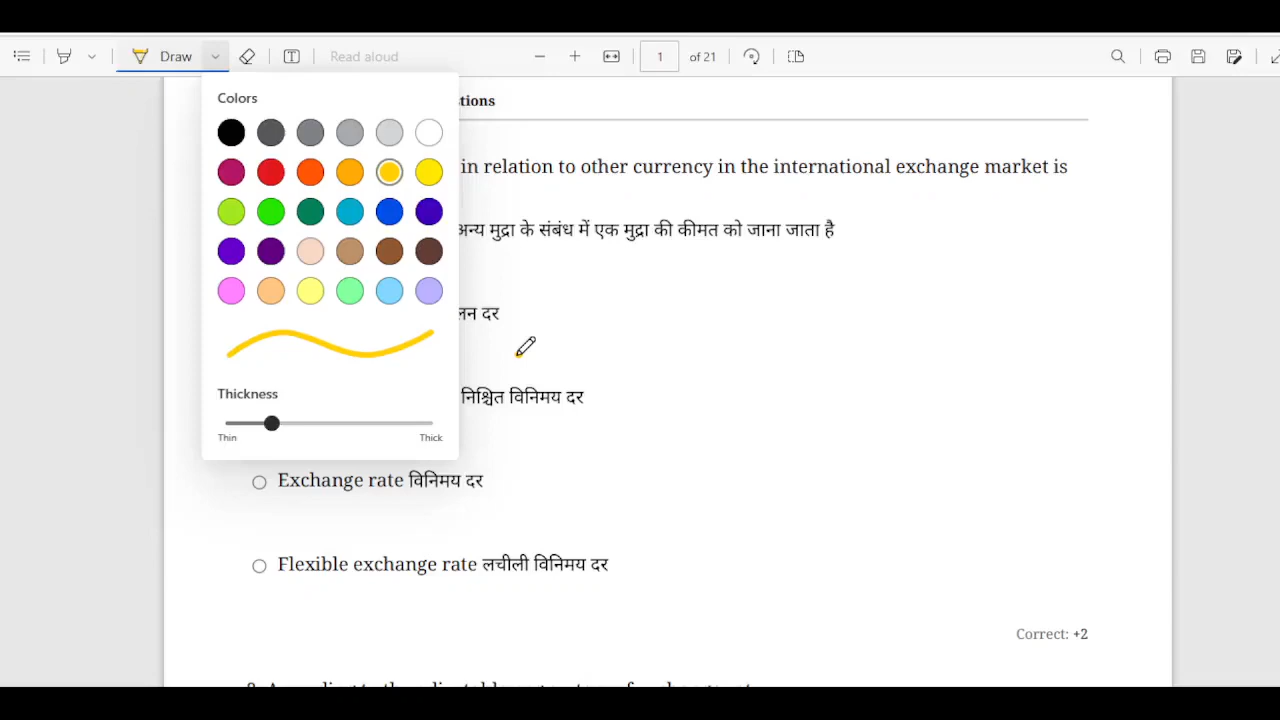 Draw
Read aloud
1 of 21
Colors
Thickness
Thin Thick
in relation to other currency in the international exchange market is
अन्य मुद्रा के संबंध में एक मुद्रा की कीमत को जाना जाता है
दर
निश्चित विनिमय दर
Exchange rate विनिमय दर
Flexible exchange rate लचीली विनिमय दर
Correct: +2